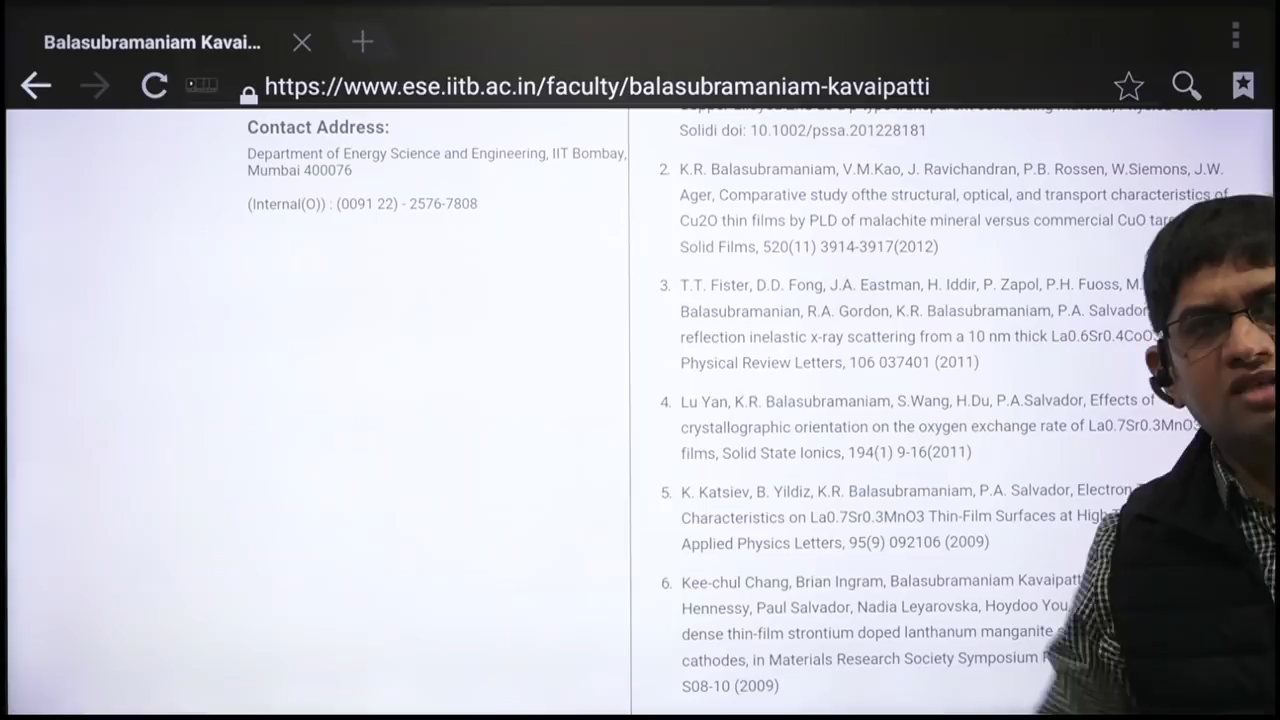 Balasubramaniam Kavai...
https://www.ese.iitb.ac.in/faculty/balasubramaniam-kavaipatti
Contact Address:
Department of Energy Science and Engineering, IIT Bombay,
Mumbai 400076
(Internal(O)) : (0091 22) - 2576-7808
Solidi doi: 10.1002/pssa.201228181
2. K.R. Balasubramaniam, V.M.Kao, J. Ravichandran, P.B. Rossen, W.Siemons, J.W.
Ager, Comparative study ofthe structural, optical, and transport characteristics of
Cu2O thin films by PLD of malachite mineral versus commercial CuO
Solid Films, 520(11) 3914-3917(2012)
3. T.T. Fister, D.D. Fong, J.A. Eastman, H. Iddir, P. Zapol, P.H. Fuoss, M.
Balasubramanian, R.A. Gordon, K.R. Balasubramaniam, P.A. Salvador
reflection inelastic x-ray scattering from a 10 nm thick
Physical Review Letters, 106 037401 (2011)
4. Lu Yan, K.R. Balasubramaniam, S.Wang, H.Du, P.A.Salvador, Effects of
crystallographic orientation on the oxygen exchange rate of La0.7Sr0.3MnO3
films, Solid State Ionics, 194(1) 9-16(2011)
5. K. Katsiev, B. Yildiz, K.R. Balasubramaniam, P.A. Salvador, Electron
Characteristics on La0.7Sr0.3MnO3 Thin-Film Surfaces at High
Applied Physics Letters, 95(9) 092106 (2009)
6. Kee-chul Chang, Brian Ingram, Balasubramaniam
Hennessy, Paul Salvador, Nadia Leyarovska, Hoydoo You,
dense thin-film strontium doped lanthanum manganite
cathodes, in Materials Research Society Symposium
S08-10 (2009)